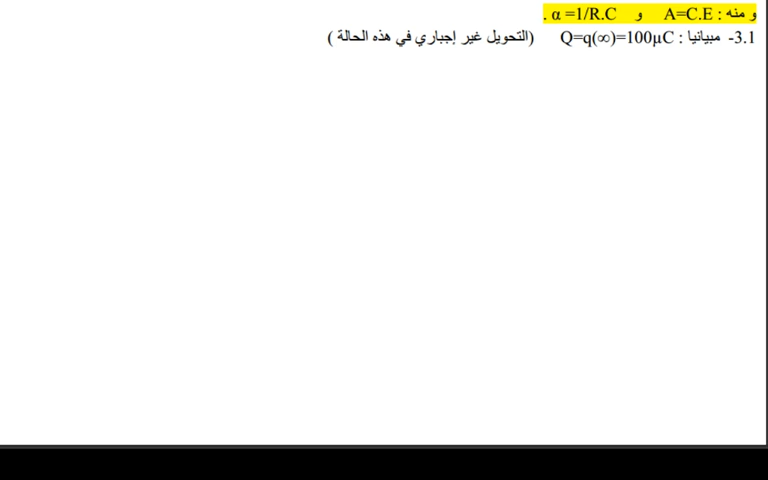 و منه : A=C.E و α =1/R.C .
3.1- مبيانيا : Q=q(∞)=100µC (التحويل غير إجباري في هذه الحالة )